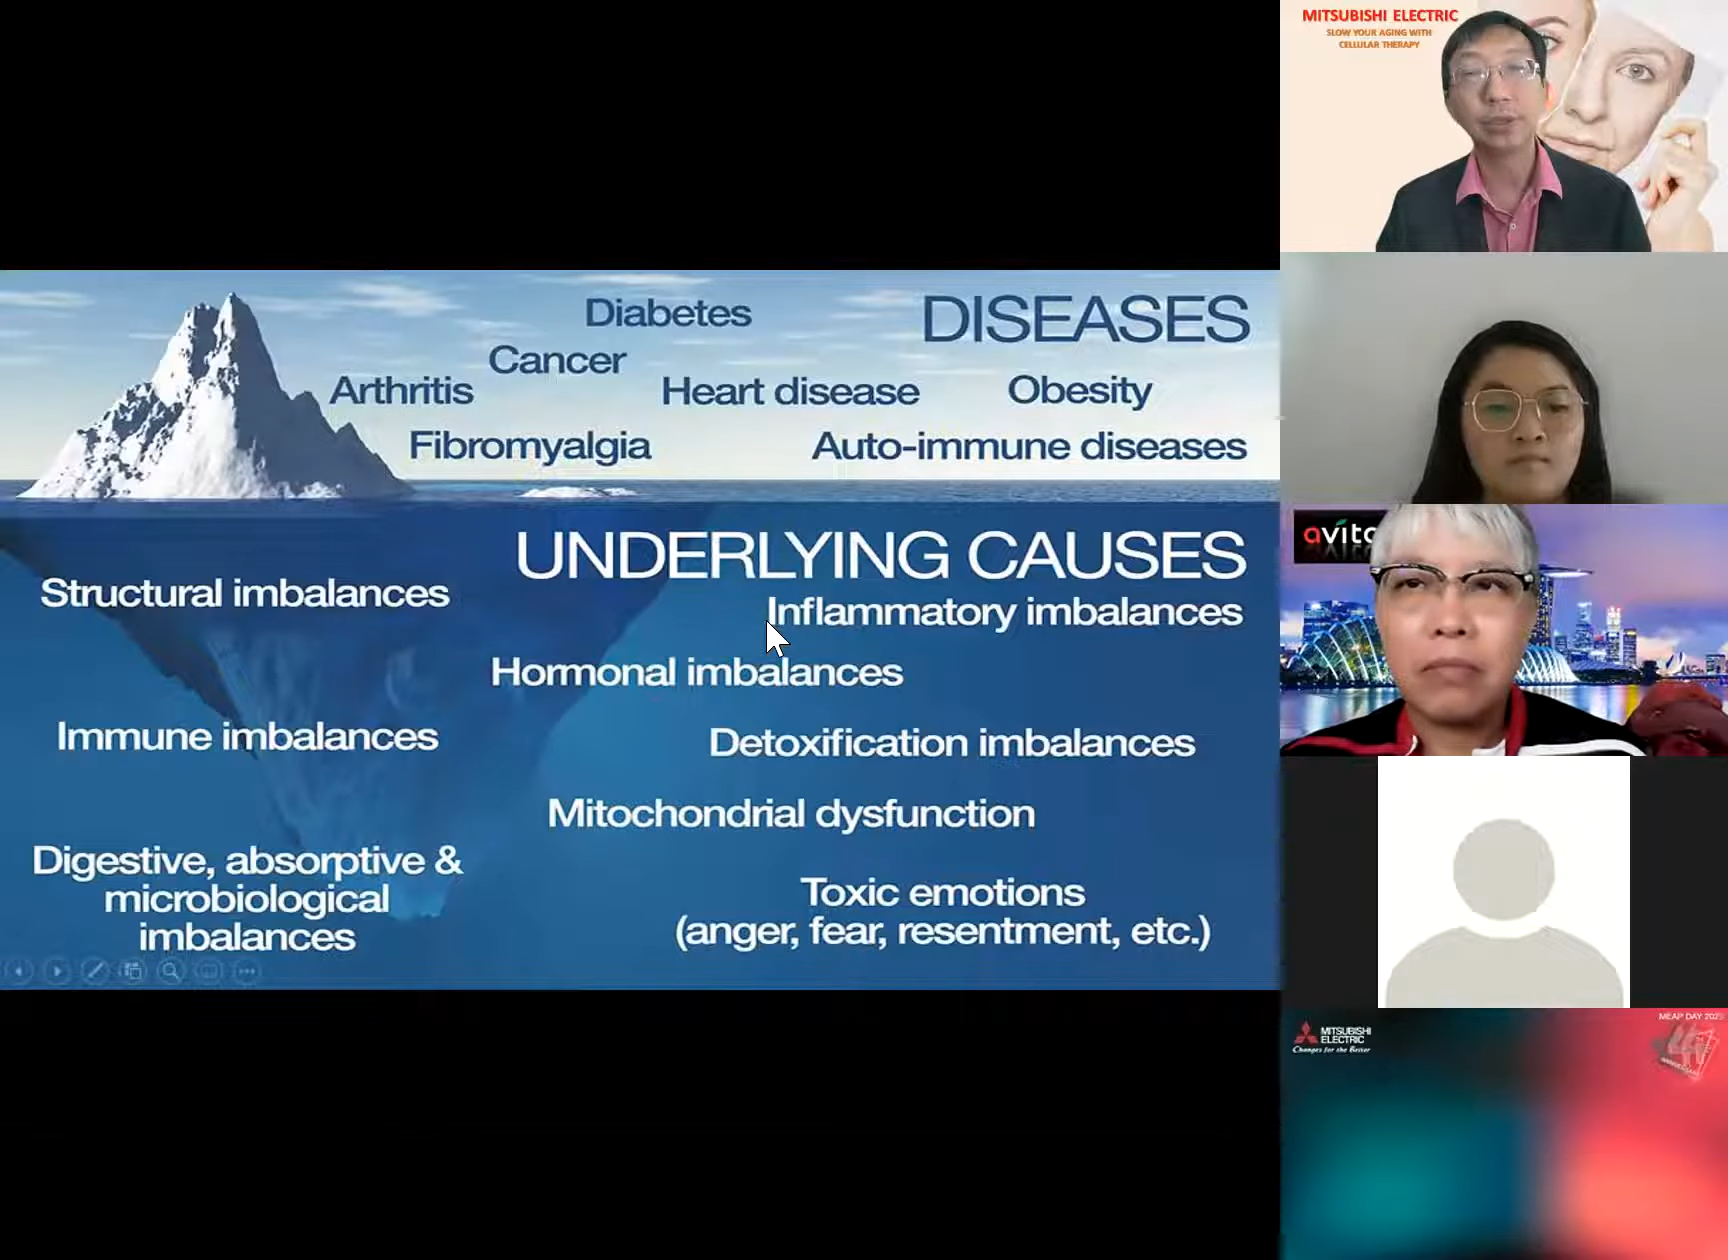 Diabetes
DISEASES
Cancer
Arthritis
Heart disease
Obesity
Fibromyalgia
Auto-immune diseases
UNDERLYING CAUSES
Structural imbalances
Inflammatory imbalances
Hormonal imbalances
Immune imbalances
Detoxification imbalances
Mitochondrial dysfunction
Digestive, absorptive &
microbiological
imbalances
Toxic emotions
(anger, fear, resentment, etc.)
MITSUBISHI ELECTRIC
SLOW YOUR AGING WITH
CELLULAR THERAPY
MITSUBISHI
ELECTRIC
Changes for the Better
MEAP DAY